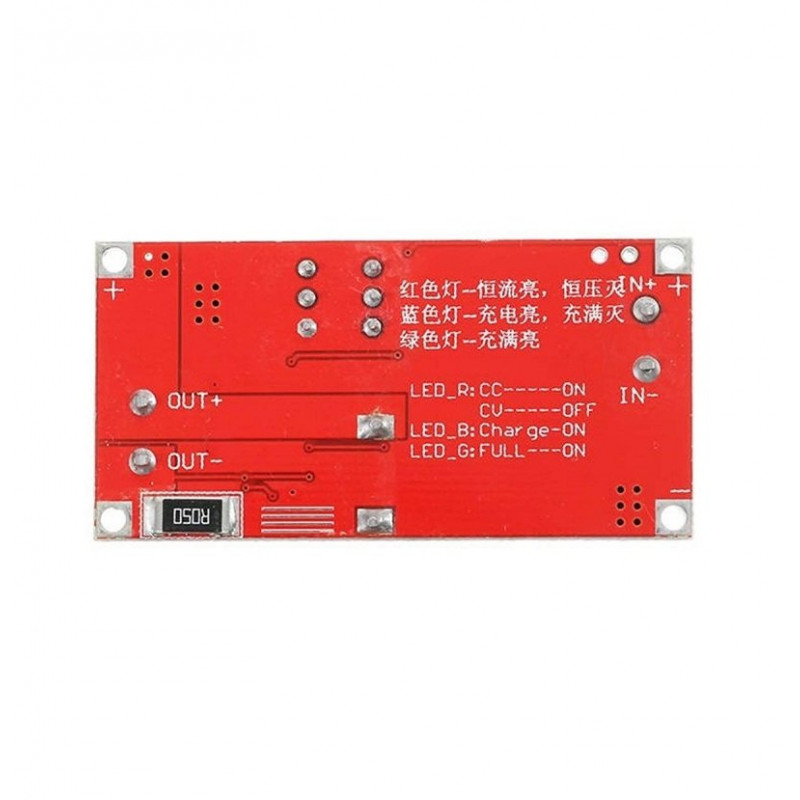 +
IN+
+
红色灯–恒流亮，恒压灭
蓝色灯–充电亮，充满灭
绿色灯–充满亮
IN-
LED_R:CC-----ON
CV-----OFF
LED_B:Charge-ON
LED_G:FULL---ON
OUT+
OUT-
R050